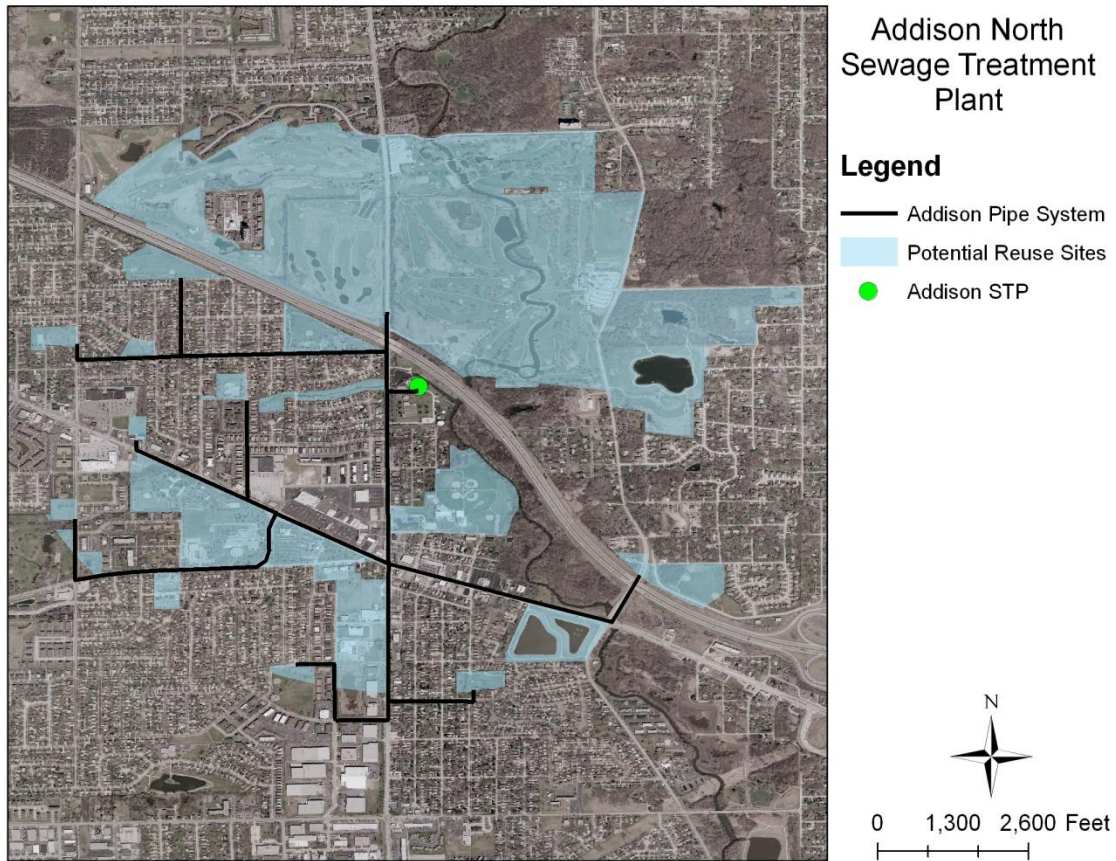 Addison North
Sewage Treatment
Plant
Legend
Addison Pipe System
Potential Reuse Sites
Addison STP
N
0 1,300 2,600 Feet